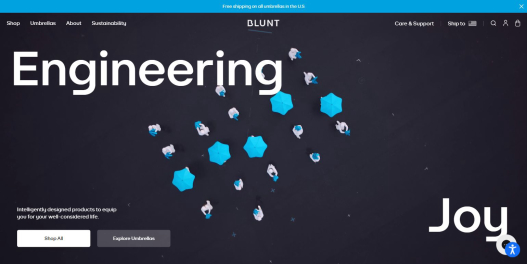 Free shipping on all umbrellas in the U.S
Shop Umbrellas About Sustainability
BLUNT
Care & Support Ship to
Engineering
Intelligently designed products to equip
you for your well-considered life.
Shop All Explore Umbrellas
Joy